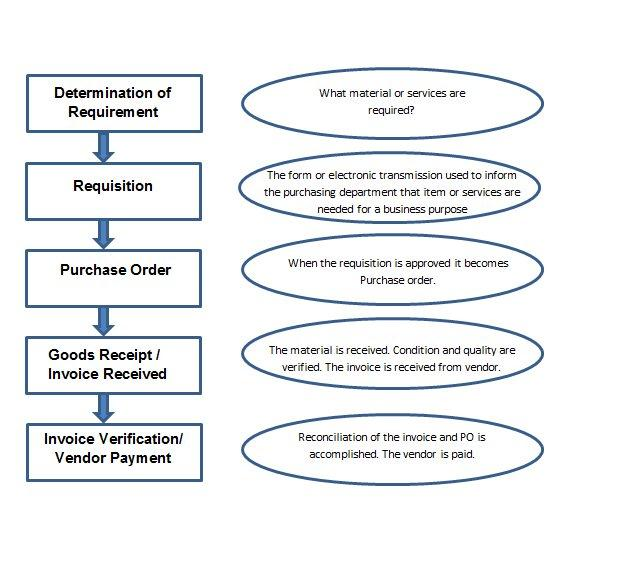 Determination of
Requirement
What material or services are
required?
Requisition
The form or electronic transmission used to inform
the purchasing department that item or services are
needed for a business purpose
Purchase Order
When the requisition is approved it becomes
Purchase order.
Goods Receipt /
Invoice Received
The material is received. Condition and quality are
verified. The invoice is received from vendor.
Invoice Verification/
Vendor Payment
Reconciliation of the invoice and PO is
accomplished. The vendor is paid.